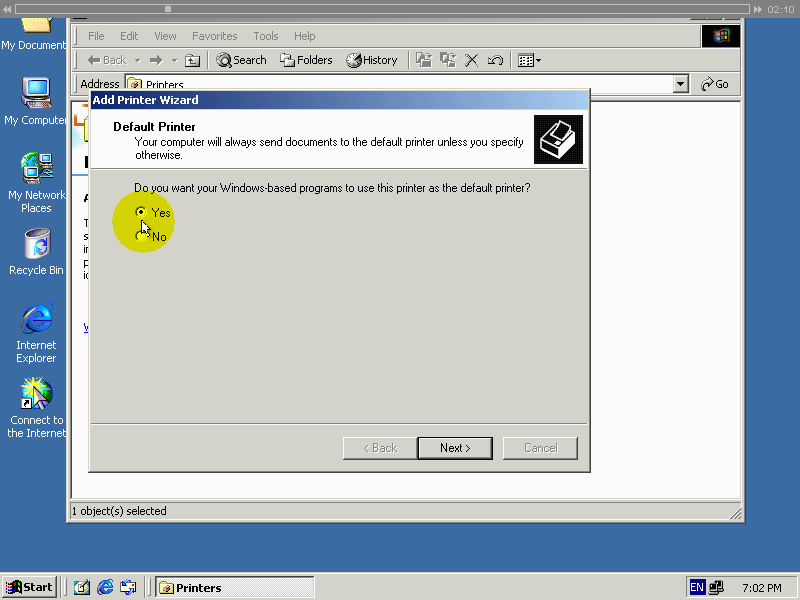 02:10
My Document
File Edit View Favorites Tools Help
Back Search Folders History
Address Printers Go
Add Printer Wizard
Default Printer
Your computer will always send documents to the default printer unless you specify
otherwise.
Do you want your Windows-based programs to use this printer as the default printer?
Yes
No
< Back Next > Cancel
My Compute
My Network
Places
Recycle Bin
Internet
Explorer
Connect to
the Internet
1 object(s) selected
Start Printers EN 7:02 PM